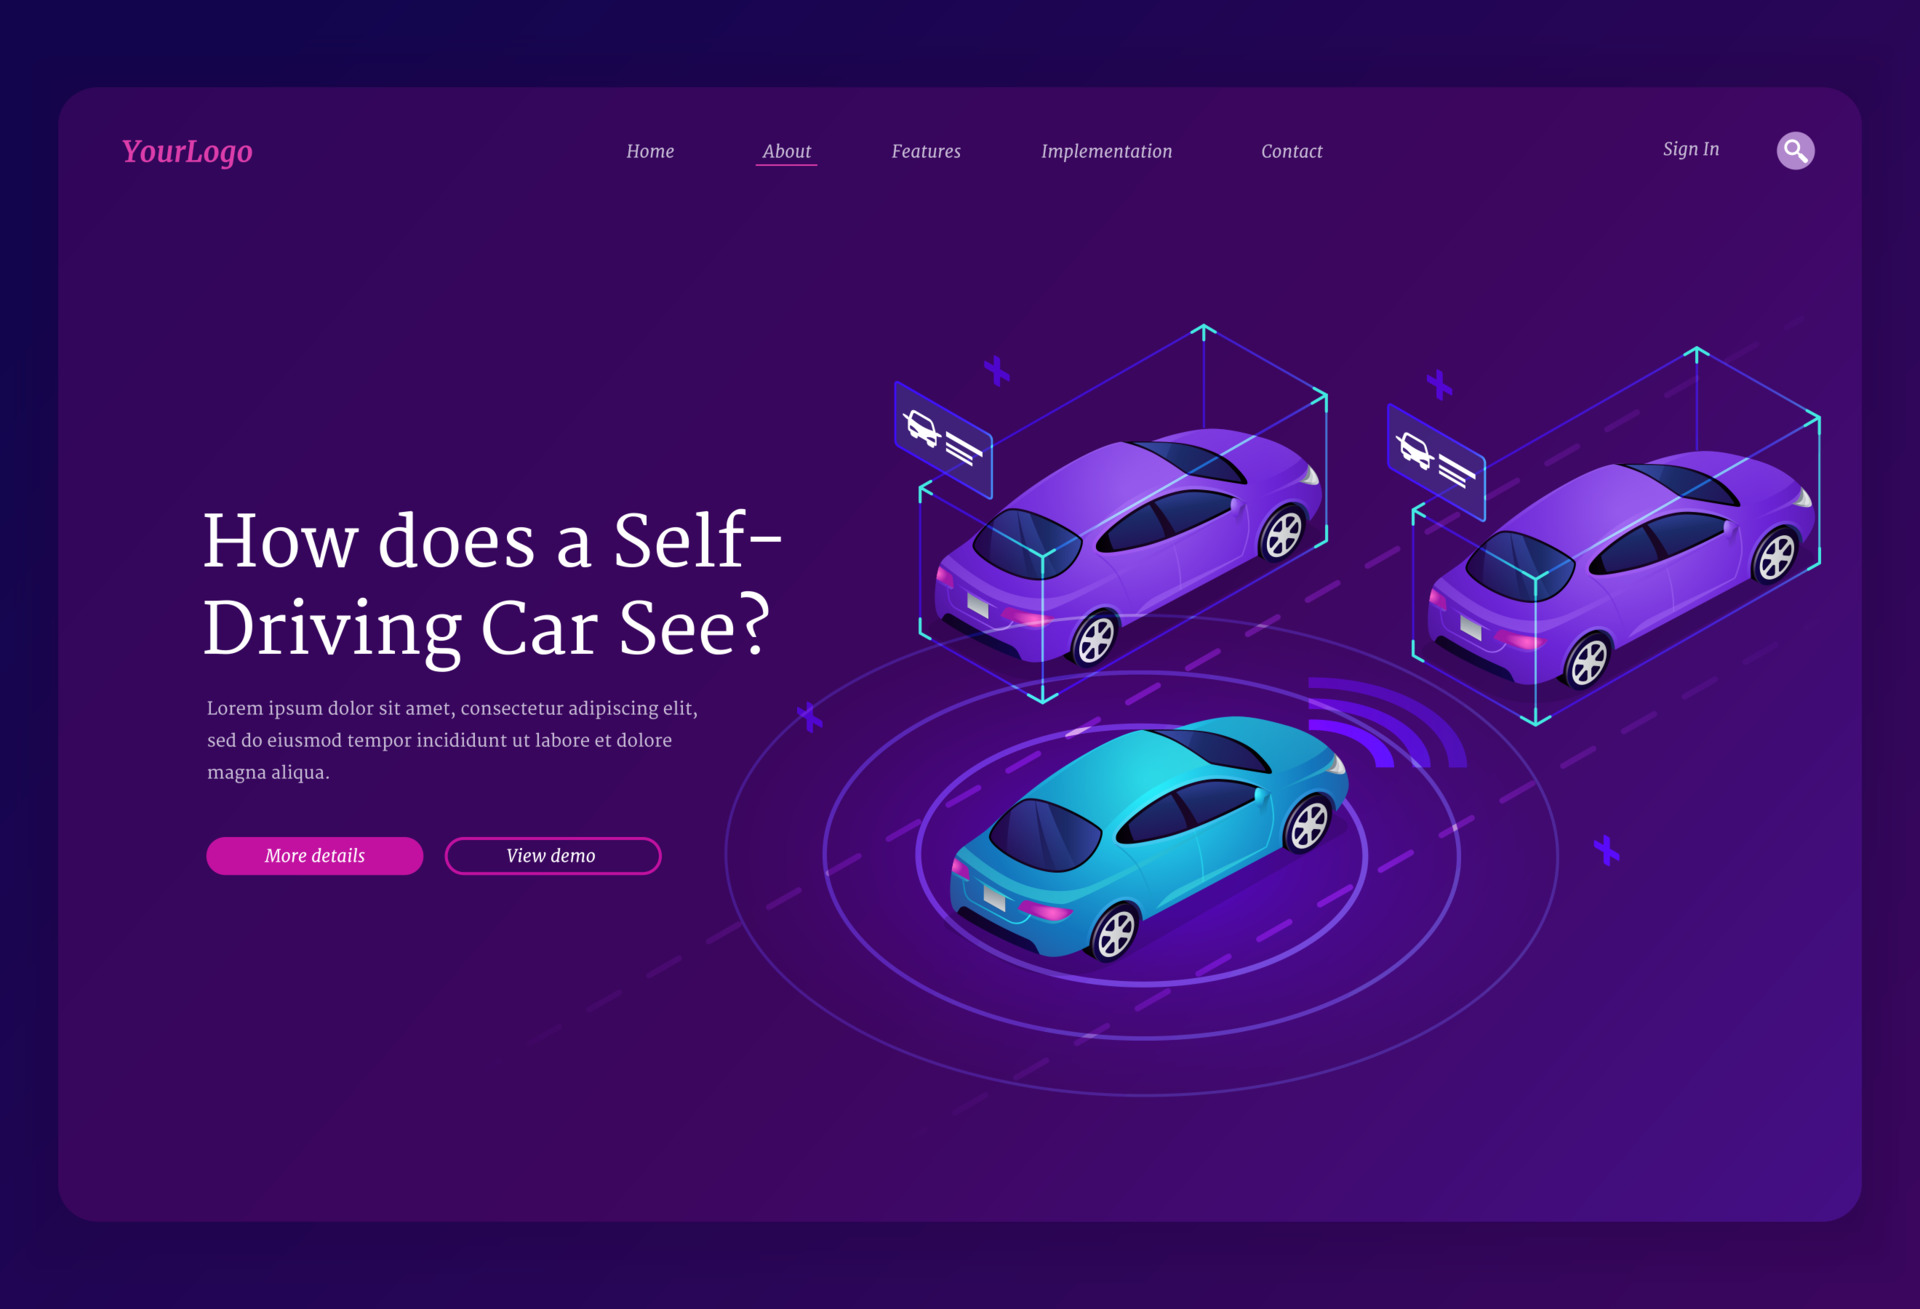 YourLogo
Home
About
Features
Implementation
Contact
Sign In
How does a Self-
Driving Car See?
Lorem ipsum dolor sit amet, consectetur adipiscing elit,
sed do eiusmod tempor incididunt ut labore et dolore
magna aliqua.
More details
View demo